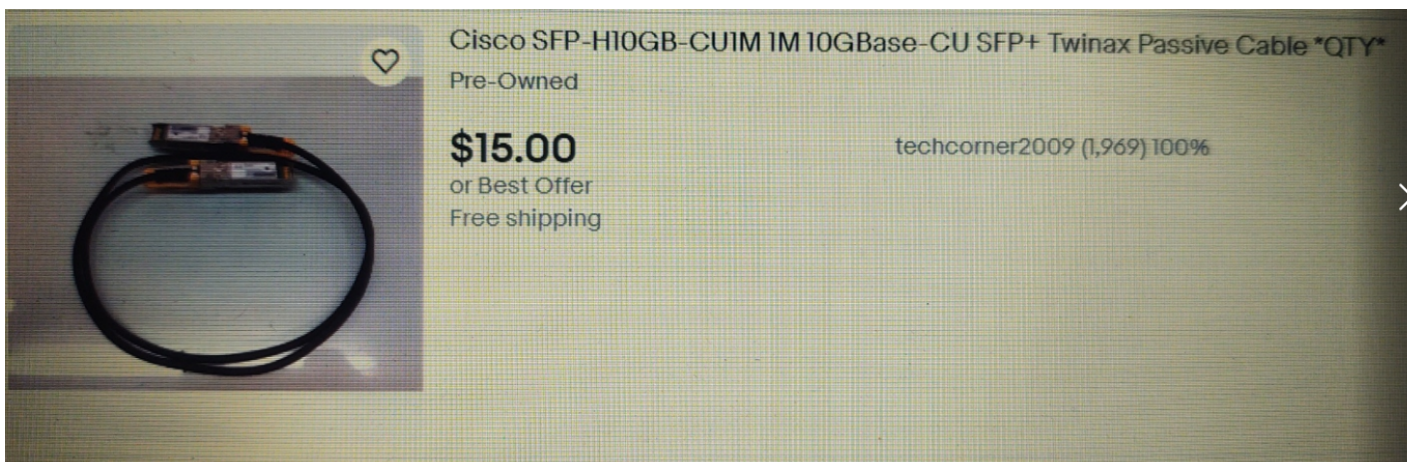 Cisco SFP-H10GB-CU1M 1M 10GBase-CU SFP+ Twinax Passive Cable *QTY*
Pre-Owned
$15.00
techcorner2009 (1,969) 100%
or Best Offer
Free shipping